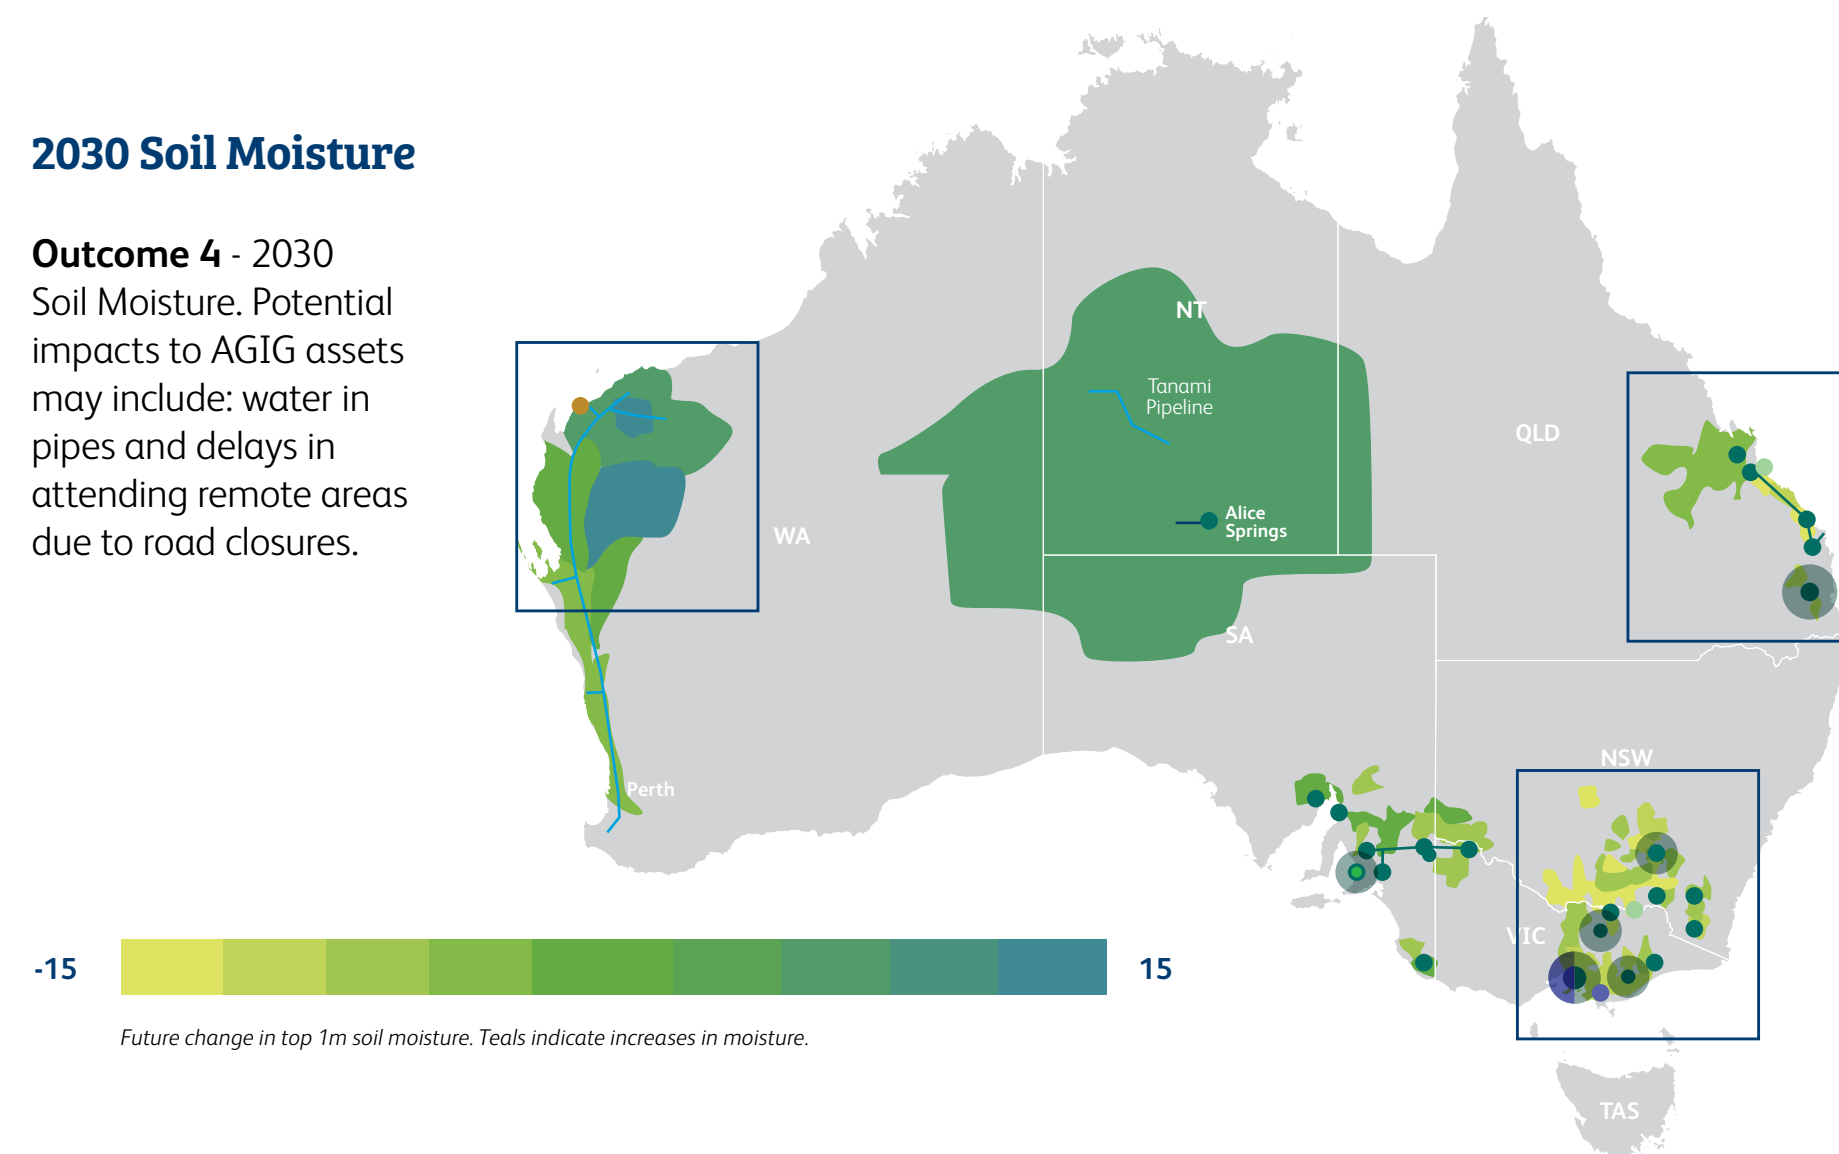 2030 Soil Moisture
Outcome 4 - 2030
Soil Moisture. Potential
impacts to AGIG assets
may include: water in
pipes and delays in
attending remote areas
due to road closures.
NT
Tanami
Pipeline
QLD
Alice
Springs
WA
SA
NSW
Perth
VIC
-15
15
Future change in top 1m soil moisture. Teals indicate increases in moisture.
TAS